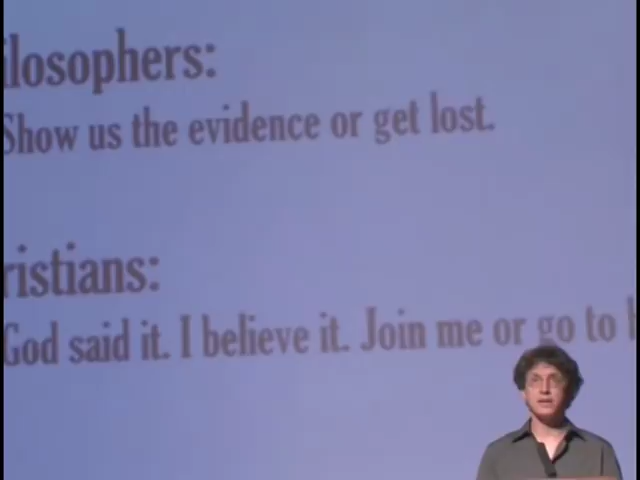 ilosophers:
Show us the evidence or get lost.
ristians:
God said it. I believe it. Join me or go to